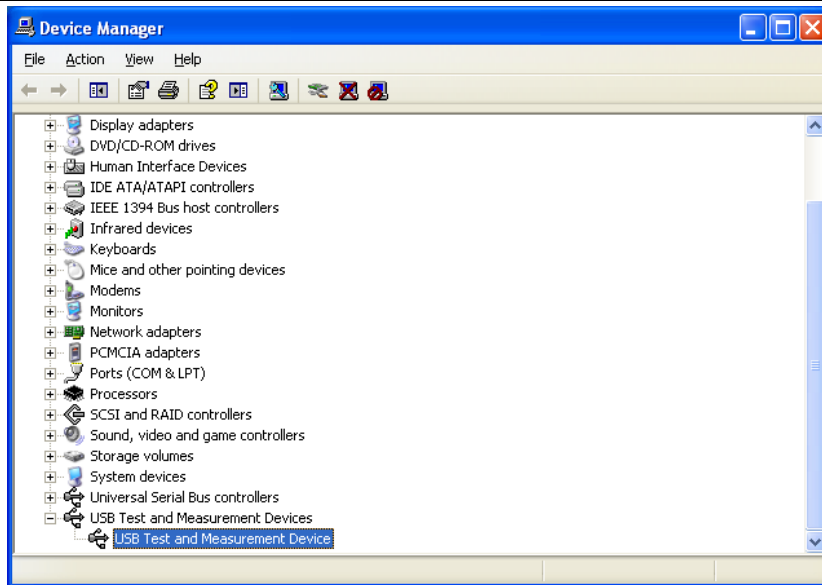 Device Manager
File Action View Help
Display adapters
DVD/CD-ROM drives
Human Interface Devices
IDE ATA/ATAPI controllers
IEEE 1394 Bus host controllers
Infrared devices
Keyboards
Mice and other pointing devices
Modems
Monitors
Network adapters
PCMCIA adapters
Ports (COM & LPT)
Processors
SCSI and RAID controllers
Sound, video and game controllers
Storage volumes
System devices
Universal Serial Bus controllers
USB Test and Measurement Devices
USB Test and Measurement Device